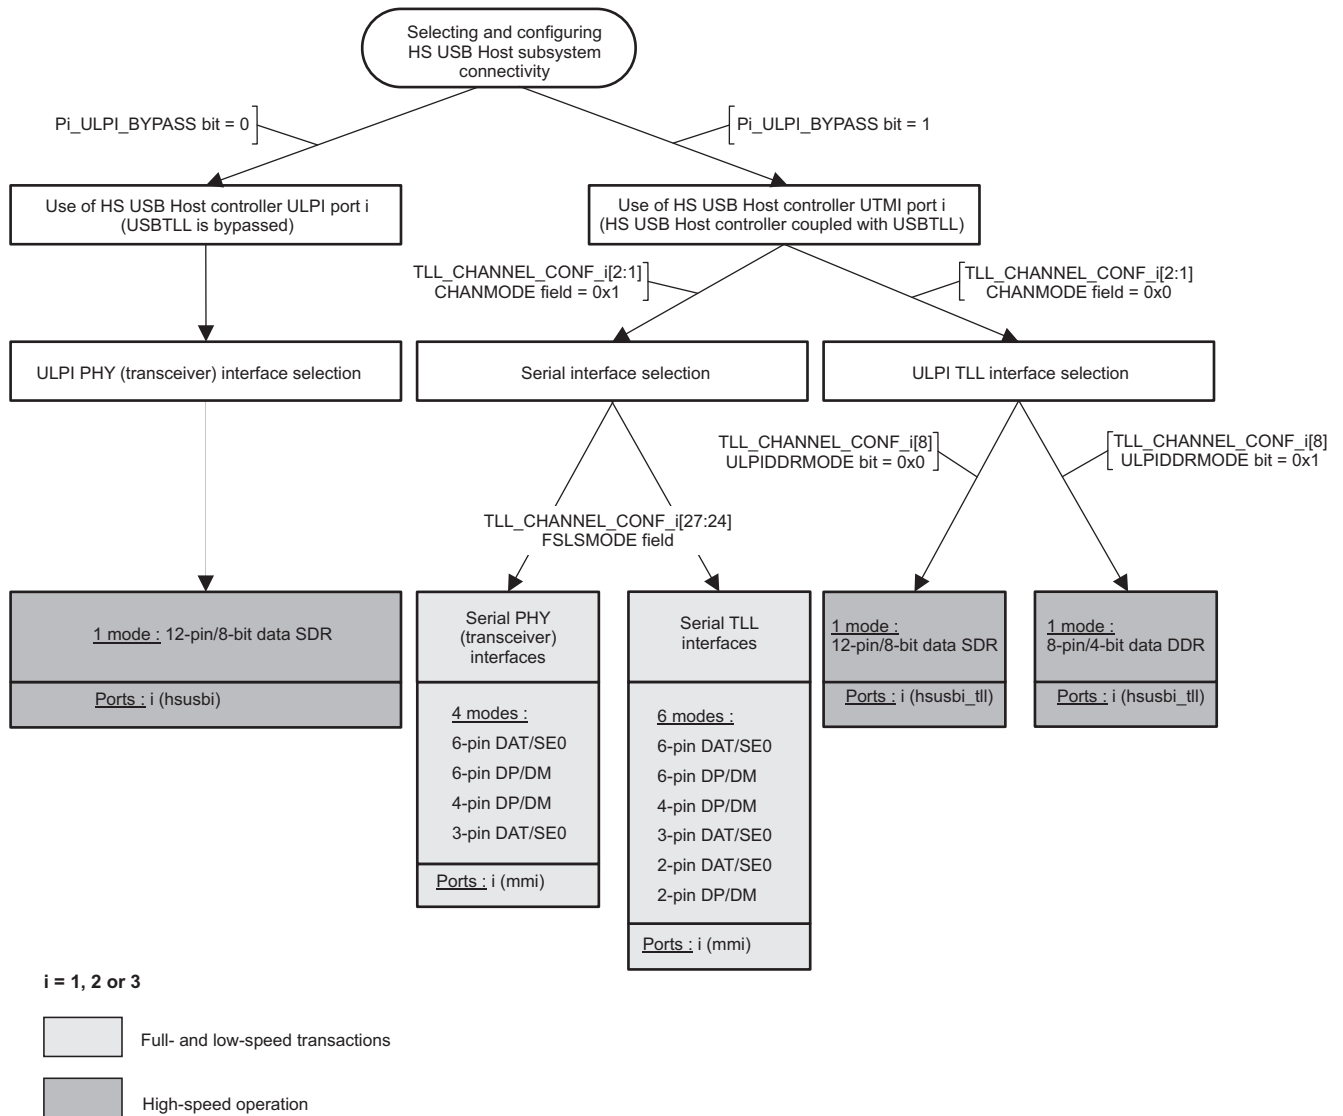 Selecting and configuring
HS USB Host subsystem
connectivity
Pi_ULPI_BYPASS bit = 0
Pi_ULPI_BYPASS bit = 1
Use of HS USB Host controller ULPI port i
(USBTLL is bypassed)
Use of HS USB Host controller UTMI port i
(HS USB Host controller coupled with USBTLL)
TLL_CHANNEL_CONF_i[2:1]
CHANMODE field = 0x1
TLL_CHANNEL_CONF_i[2:1]
CHANMODE field = 0x0
ULPI PHY (transceiver) interface selection
Serial interface selection
ULPI TLL interface selection
TLL_CHANNEL_CONF_i[8]
ULPIDDRMODE bit = 0x0
TLL_CHANNEL_CONF_i[8]
ULPIDDRMODE bit = 0x1
TLL_CHANNEL_CONF_i[27:24]
FSLSMODE field
1 mode : 12-pin/8-bit data SDR
Ports : i (hsusbi)
Serial PHY
(transceiver)
interfaces
4 modes :
6-pin DAT/SE0
6-pin DP/DM
4-pin DP/DM
3-pin DAT/SE0
Ports : i (mmi)
Serial TLL
interfaces
6 modes :
6-pin DAT/SE0
6-pin DP/DM
4-pin DP/DM
3-pin DAT/SE0
2-pin DAT/SE0
2-pin DP/DM
Ports : i (mmi)
1 mode :
12-pin/8-bit data SDR
Ports : i (hsusbi_tll)
1 mode :
8-pin/4-bit data DDR
Ports : i (hsusbi_tll)
i = 1, 2 or 3
Full- and low-speed transactions
High-speed operation